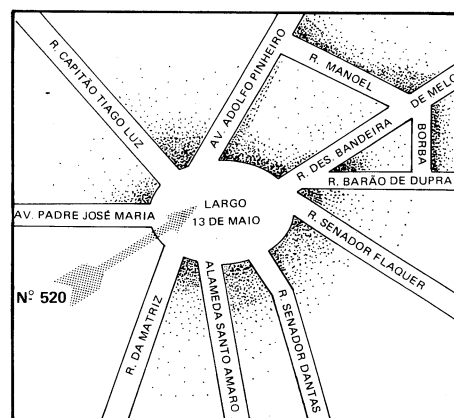 R. CAPITÃO TIAGO LUZ
AV. ADOLFO PINHEIRO
R. MANOEL
BORBA
R. DES. BANDEIRA
DE MELO
R. BARÃO DE DUPRA
LARGO
13 DE MAIO
AV. PADRE JOSÉ MARIA
R. SENADOR FLAQUER
Nº 520
R. DA MATRIZ
ALAMEDA SANTO AMARO
R. SENADOR DANTAS